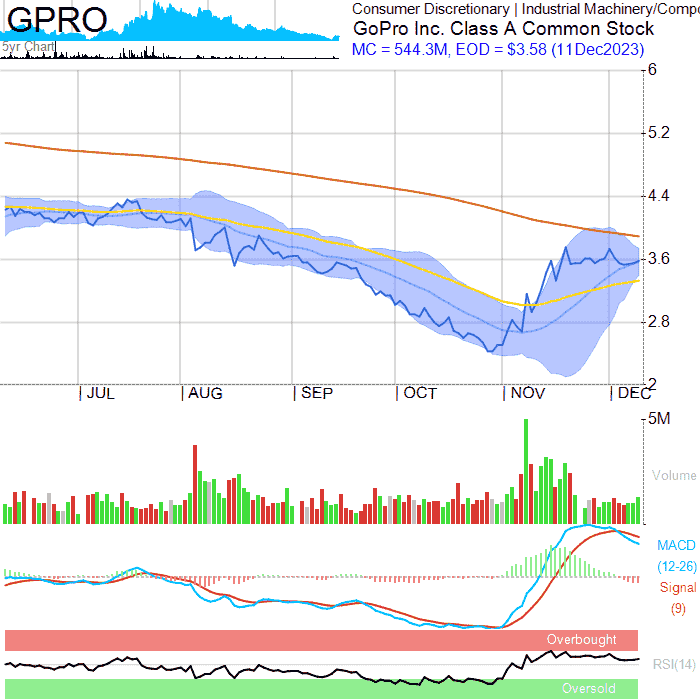 GPRO
5yr Chart
Consumer Discretionary | Industrial Machinery/Compo
GoPro Inc. Class A Common Stock
MC = 544.3M, EOD = $3.58 (11Dec2023)
6
5.2
4.4
3.6
2.8
2
JUL AUG SEP OCT NOV DEC
5M
Volume
MACD
(12-26)
Signal
(9)
Overbought
RSI(14)
Oversold